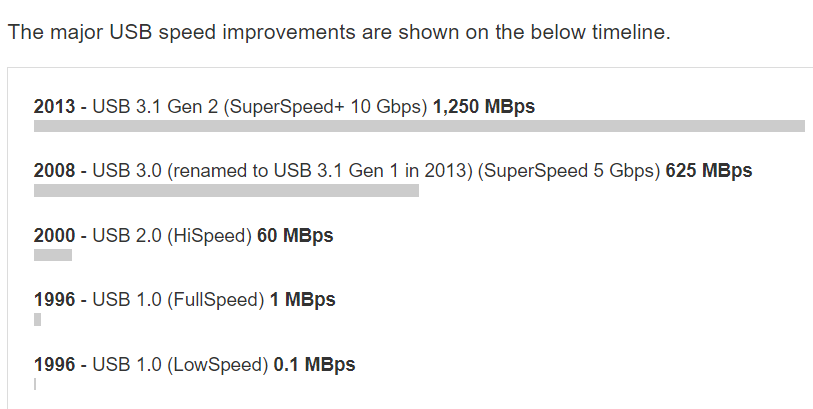 The major USB speed improvements are shown on the below timeline.
2013 - USB 3.1 Gen 2 (SuperSpeed+ 10 Gbps) 1,250 MBps
2008 - USB 3.0 (renamed to USB 3.1 Gen 1 in 2013) (SuperSpeed 5 Gbps) 625 MBps
2000 - USB 2.0 (HiSpeed) 60 MBps
1996 - USB 1.0 (FullSpeed) 1 MBps
1996 - USB 1.0 (LowSpeed) 0.1 MBps